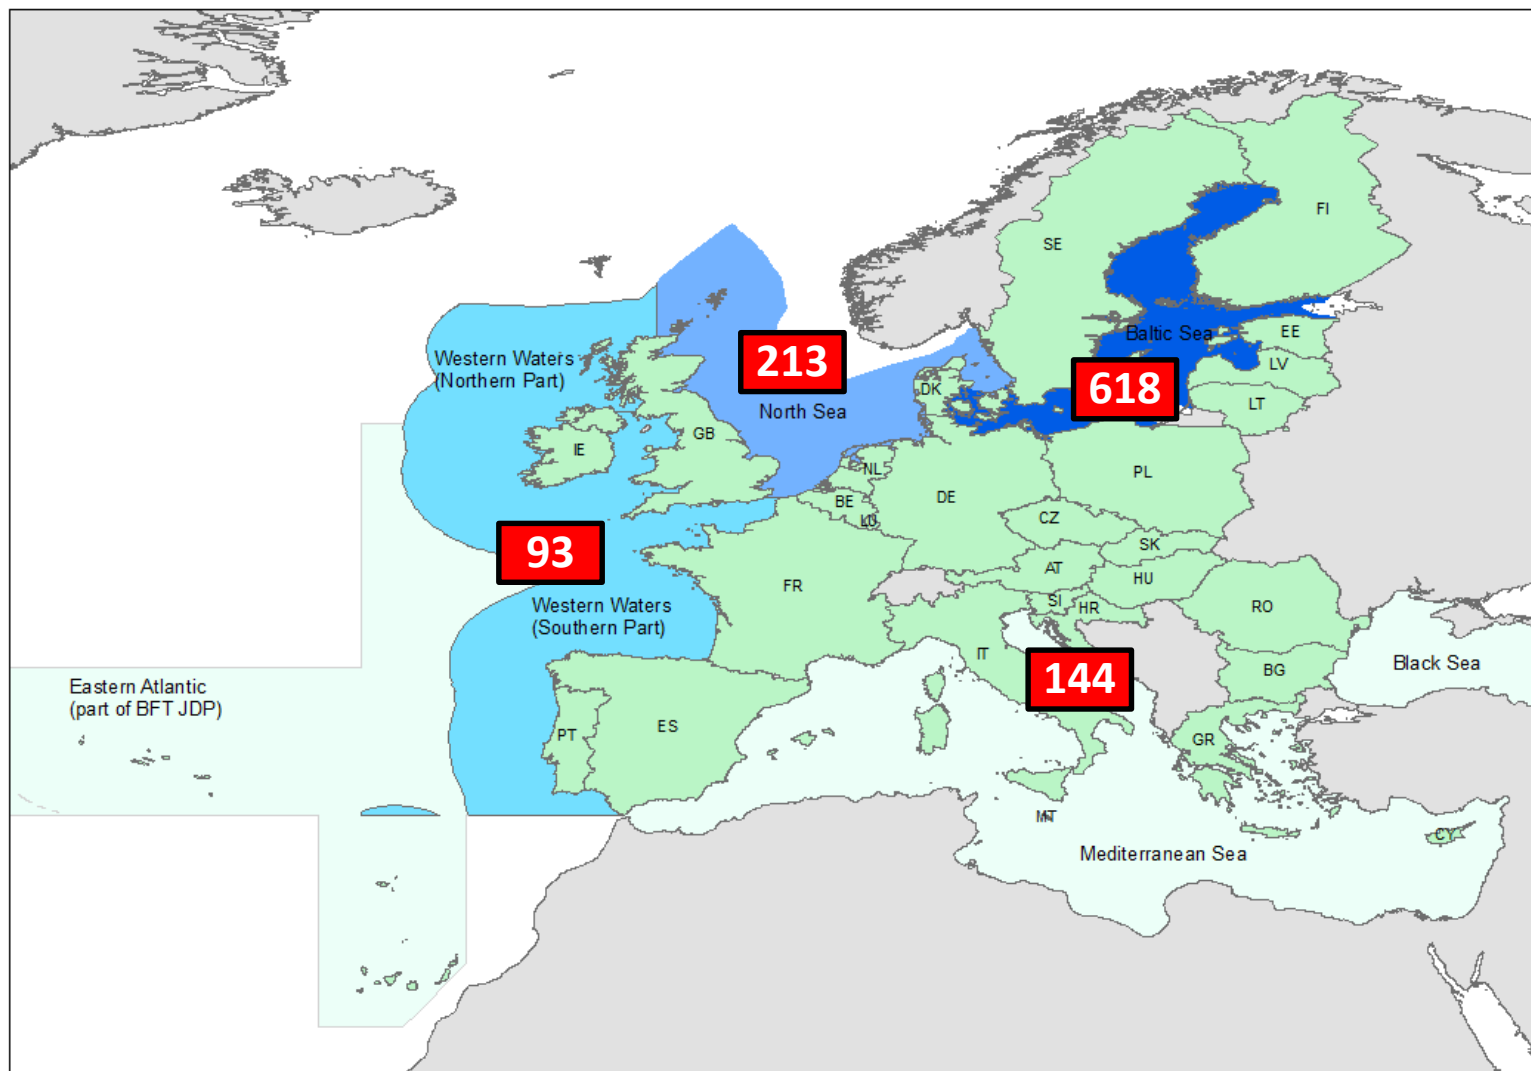 FI
SE
Baltic Sea
EE
213
Western Waters
(Northern Part)
LV
618
DK
North Sea
LT
GB
IE
NL
PL
DE
BE
LU
CZ
93
SK
AT
HU
FR
SI
HR
RO
Western Waters
(Southern Part)
IT
Black Sea
BG
144
Eastern Atlantic
(part of BFT JDP)
ES
PT
GR
MT
CY
Mediterranean Sea